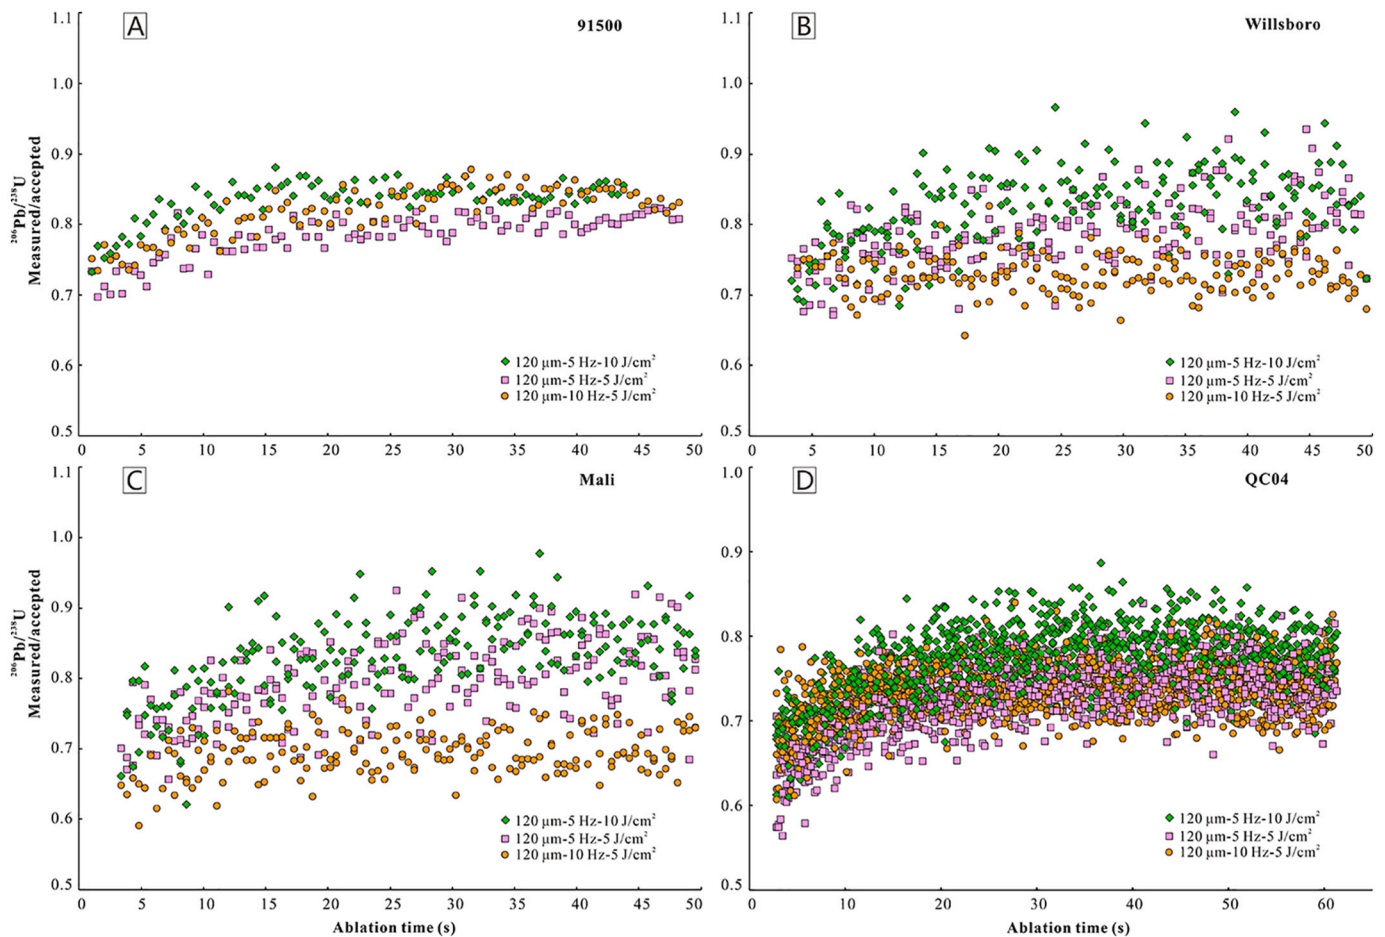 A
91500
1.1
1.0
0.9
0.8
0.7
0.6
0.5
²⁰⁶Pb/²³⁸U
Measured/accepted
120 µm-5 Hz-10 J/cm²
120 µm-5 Hz-5 J/cm²
120 µm-10 Hz-5 J/cm²
0 5 10 15 20 25 30 35 40 45 50
B
Willsboro
1.1
1.0
0.9
0.8
0.7
0.6
0.5
120 µm-5 Hz-10 J/cm²
120 µm-5 Hz-5 J/cm²
120 µm-10 Hz-5 J/cm²
0 5 10 15 20 25 30 35 40 45 50
C
Mali
1.1
1.0
0.9
0.8
0.7
0.6
0.5
²⁰⁶Pb/²³⁸U
Measured/accepted
120 µm-5 Hz-10 J/cm²
120 µm-5 Hz-5 J/cm²
120 µm-10 Hz-5 J/cm²
0 5 10 15 20 25 30 35 40 45 50
Ablation time (s)
D
QC04
1.0
0.9
0.8
0.7
0.6
0.5
120 µm-5 Hz-10 J/cm²
120 µm-5 Hz-5 J/cm²
120 µm-10 Hz-5 J/cm²
0 10 20 30 40 50 60
Ablation time (s)